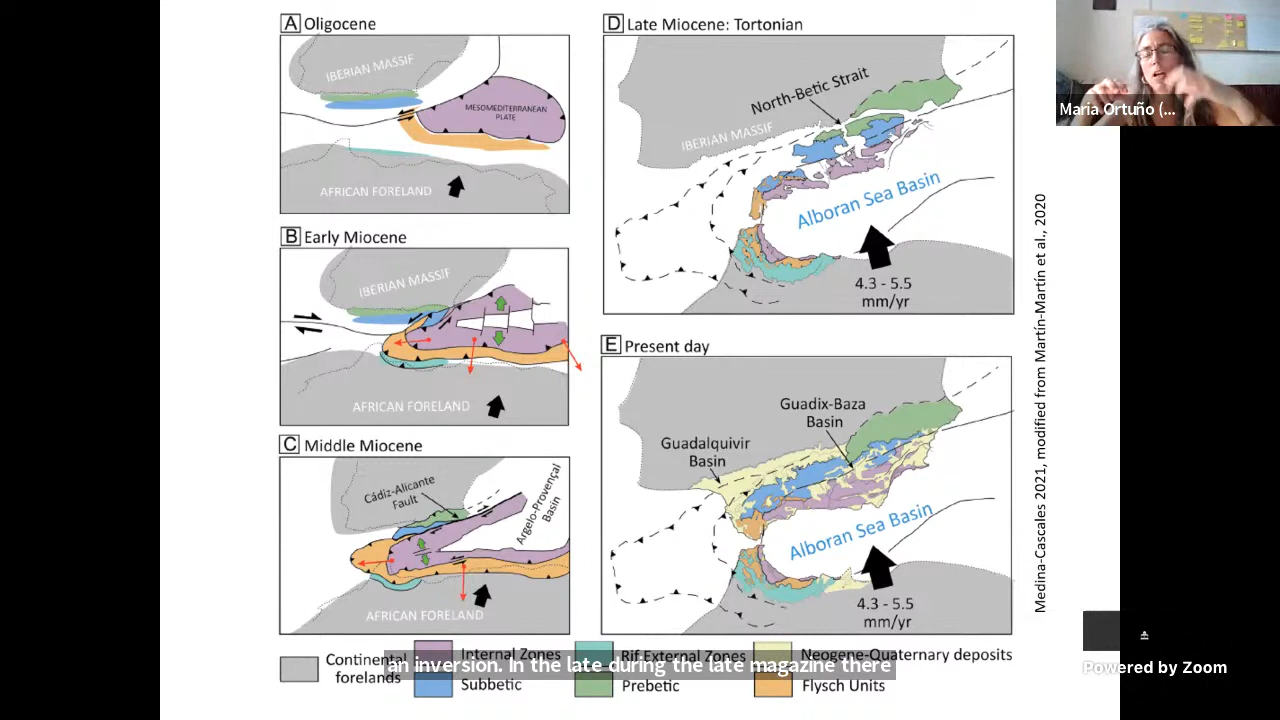 A Oligocene
IBERIAN MASSIF
MESOMEDITERRANEAN
PLATE
AFRICAN FORELAND
B Early Miocene
IBERIAN MASSIF
AFRICAN FORELAND
C Middle Miocene
Cádiz-Alicante
Fault
Argelo-Provençal
Basin
AFRICAN FORELAND
D Late Miocene: Tortonian
North-Betic Strait
IBERIAN MASSIF
Alboran Sea Basin
4.3 - 5.5
mm/yr
E Present day
Guadix-Baza
Basin
Guadalquivir
Basin
Alboran Sea Basin
4.3 - 5.5
mm/yr
Medina-Cascales 2021, modified from Martín-Martín et al., 2020
Continental
forelands
Internal Zones
Subbetic
Rif External Zones
Prebetic
Neogene-Quaternary deposits
Flysch Units
an inversion. In the late during the late magazine there
Maria Ortuño (...
Powered by Zoom